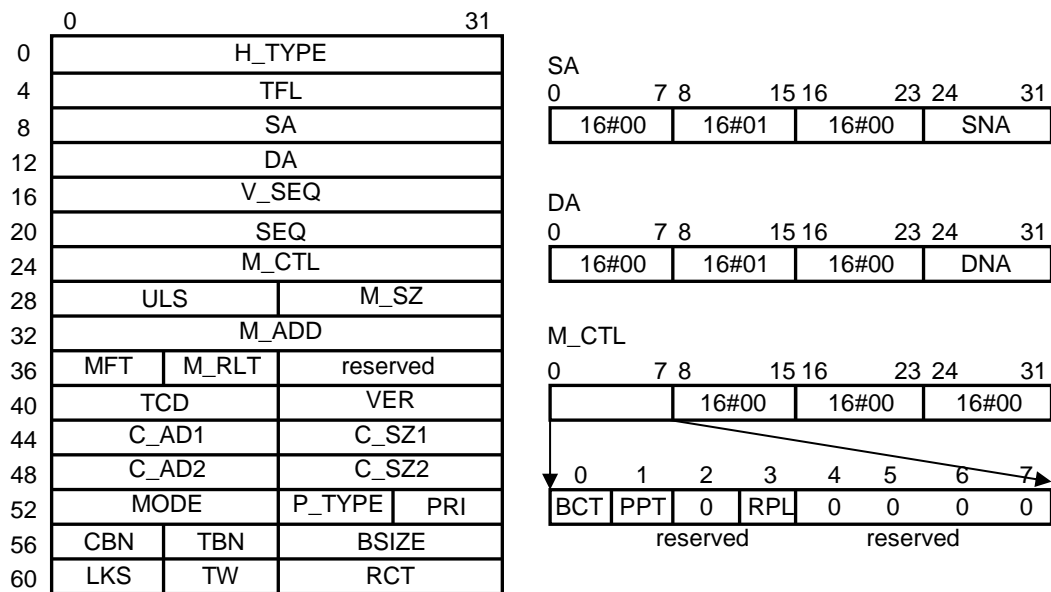 0 31
0 H_TYPE
4 TFL
8 SA
12 DA
16 V_SEQ
20 SEQ
24 M_CTL
28 ULS M_SZ
32 M_ADD
36 MFT M_RLT reserved
40 TCD VER
44 C_AD1 C_SZ1
48 C_AD2 C_SZ2
52 MODE P_TYPE PRI
56 CBN TBN BSIZE
60 LKS TW RCT
SA
0 7 8 15 16 23 24 31
16#00 16#01 16#00 SNA
DA
0 7 8 15 16 23 24 31
16#00 16#01 16#00 DNA
M_CTL
0 7 8 15 16 23 24 31
16#00 16#00 16#00
0 1 2 3 4 5 6 7
BCT PPT 0 RPL 0 0 0 0
reserved reserved